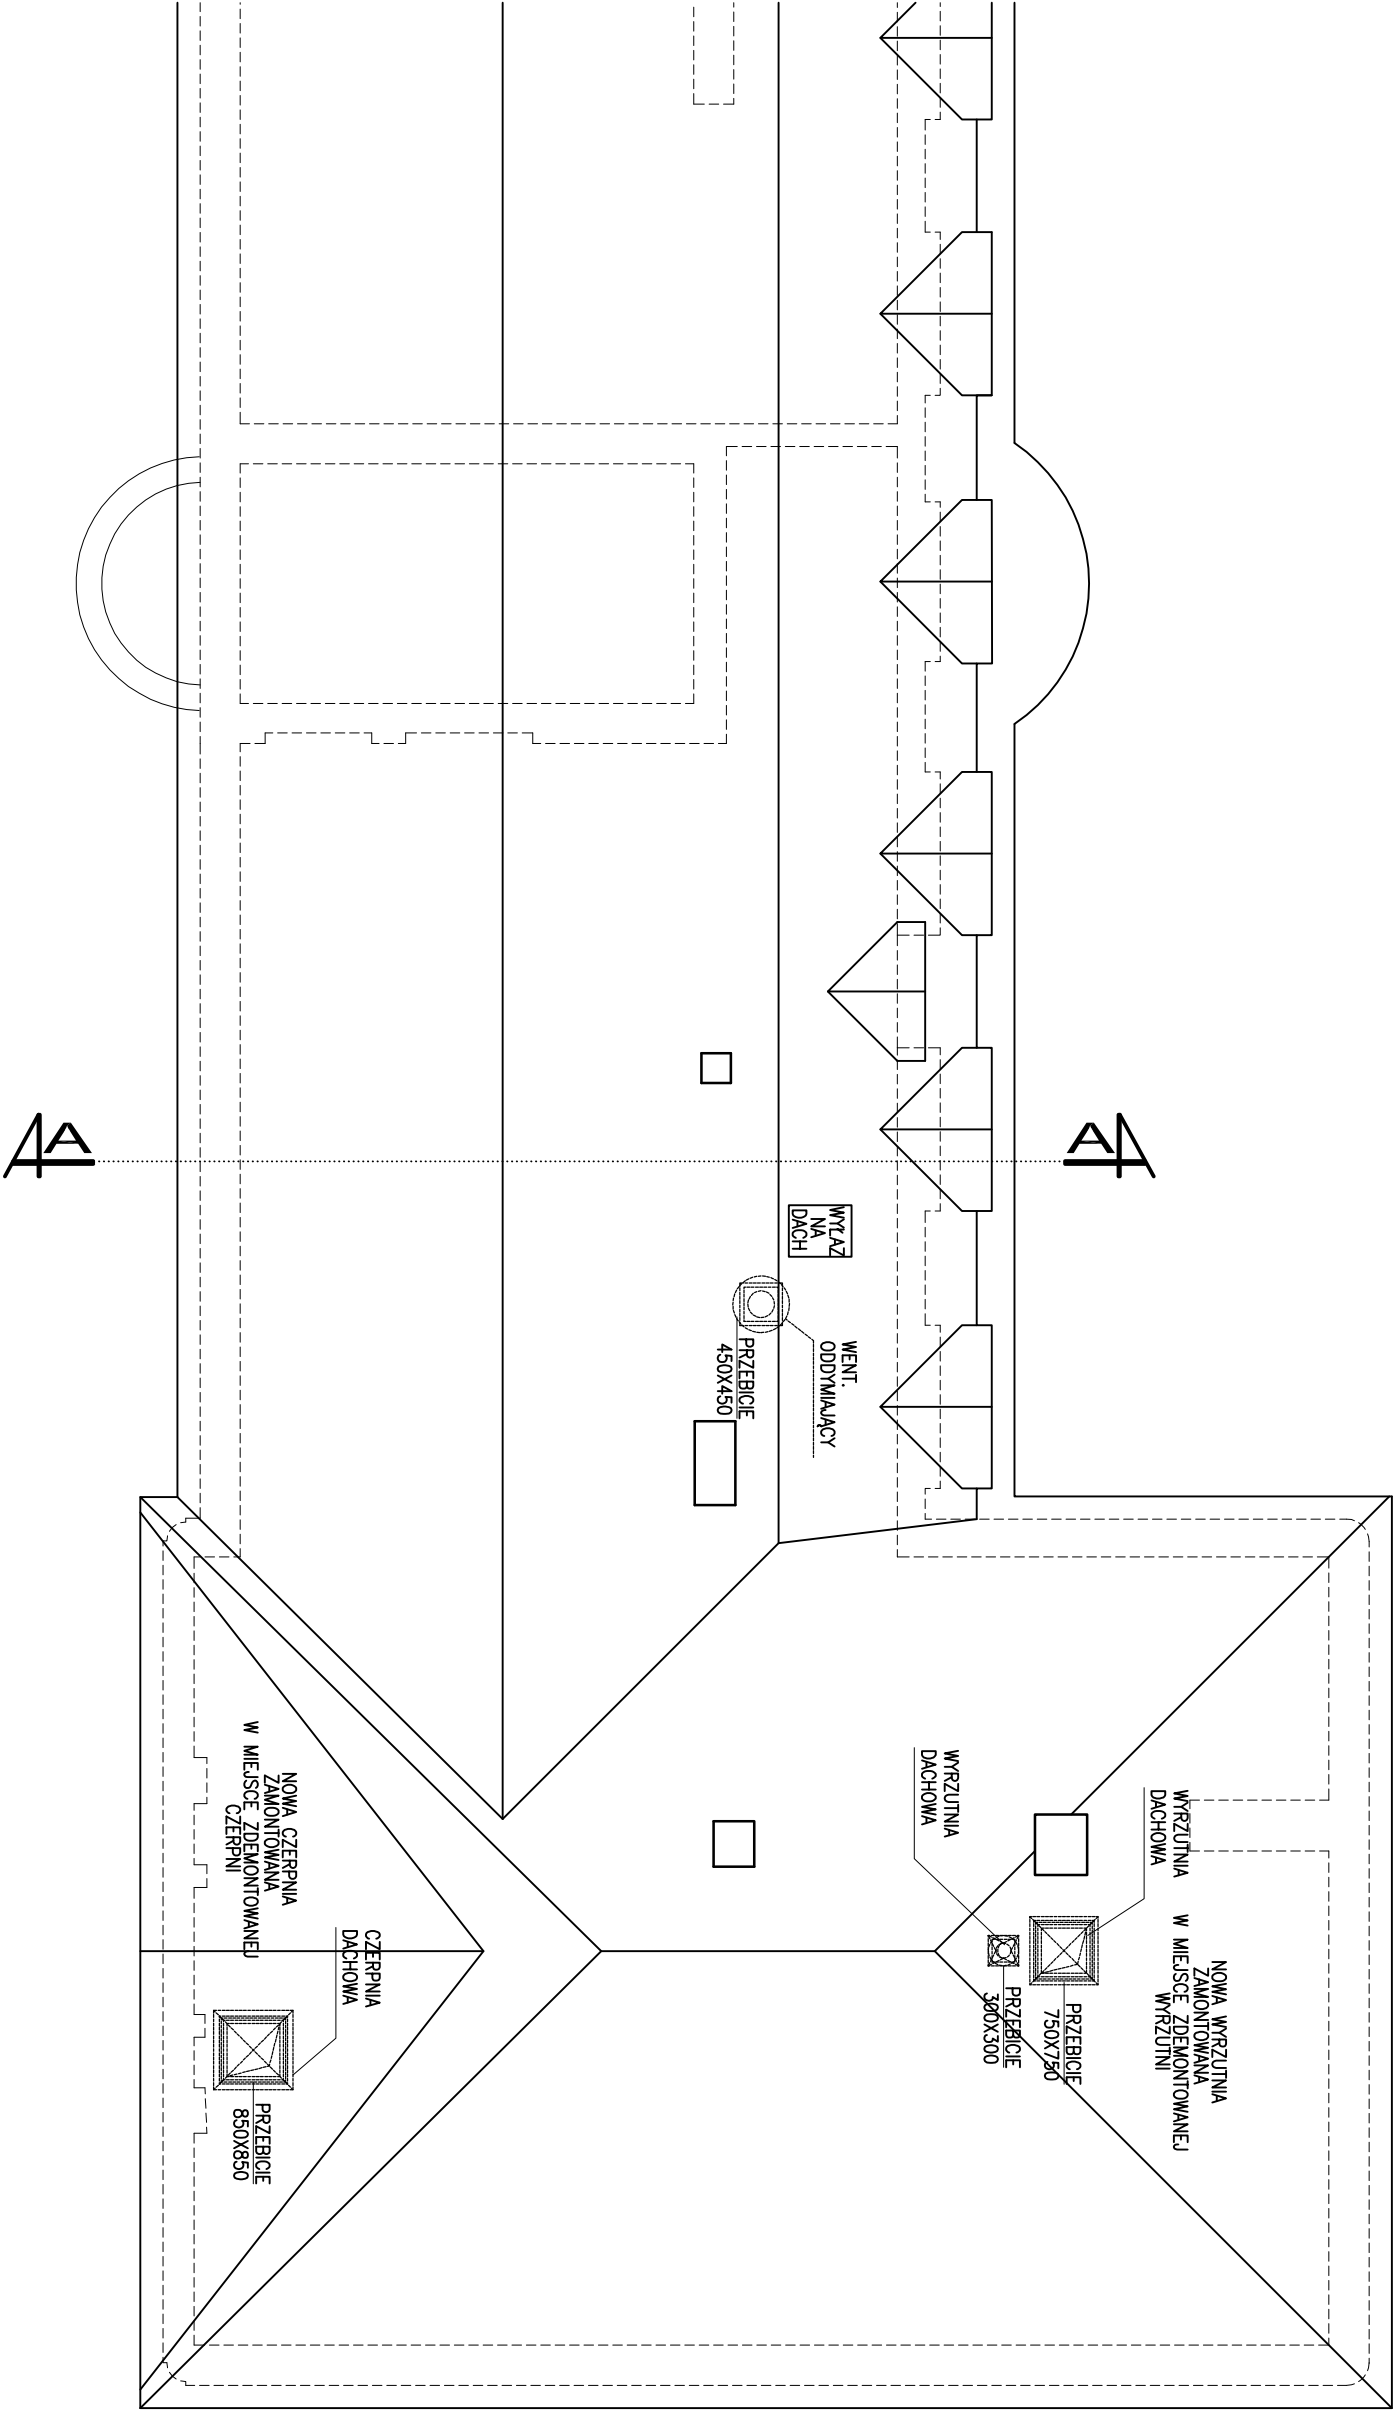 A
A
WYŁAZ
NA
DACH
WENT.
ODDYMIAJĄCY
PRZEBICIE
450X450
WYRZUTNIA
DACHOWA
WYRZUTNIA
DACHOWA
NOWA WYRZUTNIA
ZAMONTOWANA
W MIEJSCE ZDEMONTOWANEJ
WYRZUTNI
PRZEBICIE
750X750
PRZEBICIE
300X300
NOWA CZERPNIA
ZAMONTOWANA
W MIEJSCE ZDEMONTOWANEJ
CZERPNI
CZERPNIA
DACHOWA
PRZEBICIE
850X850